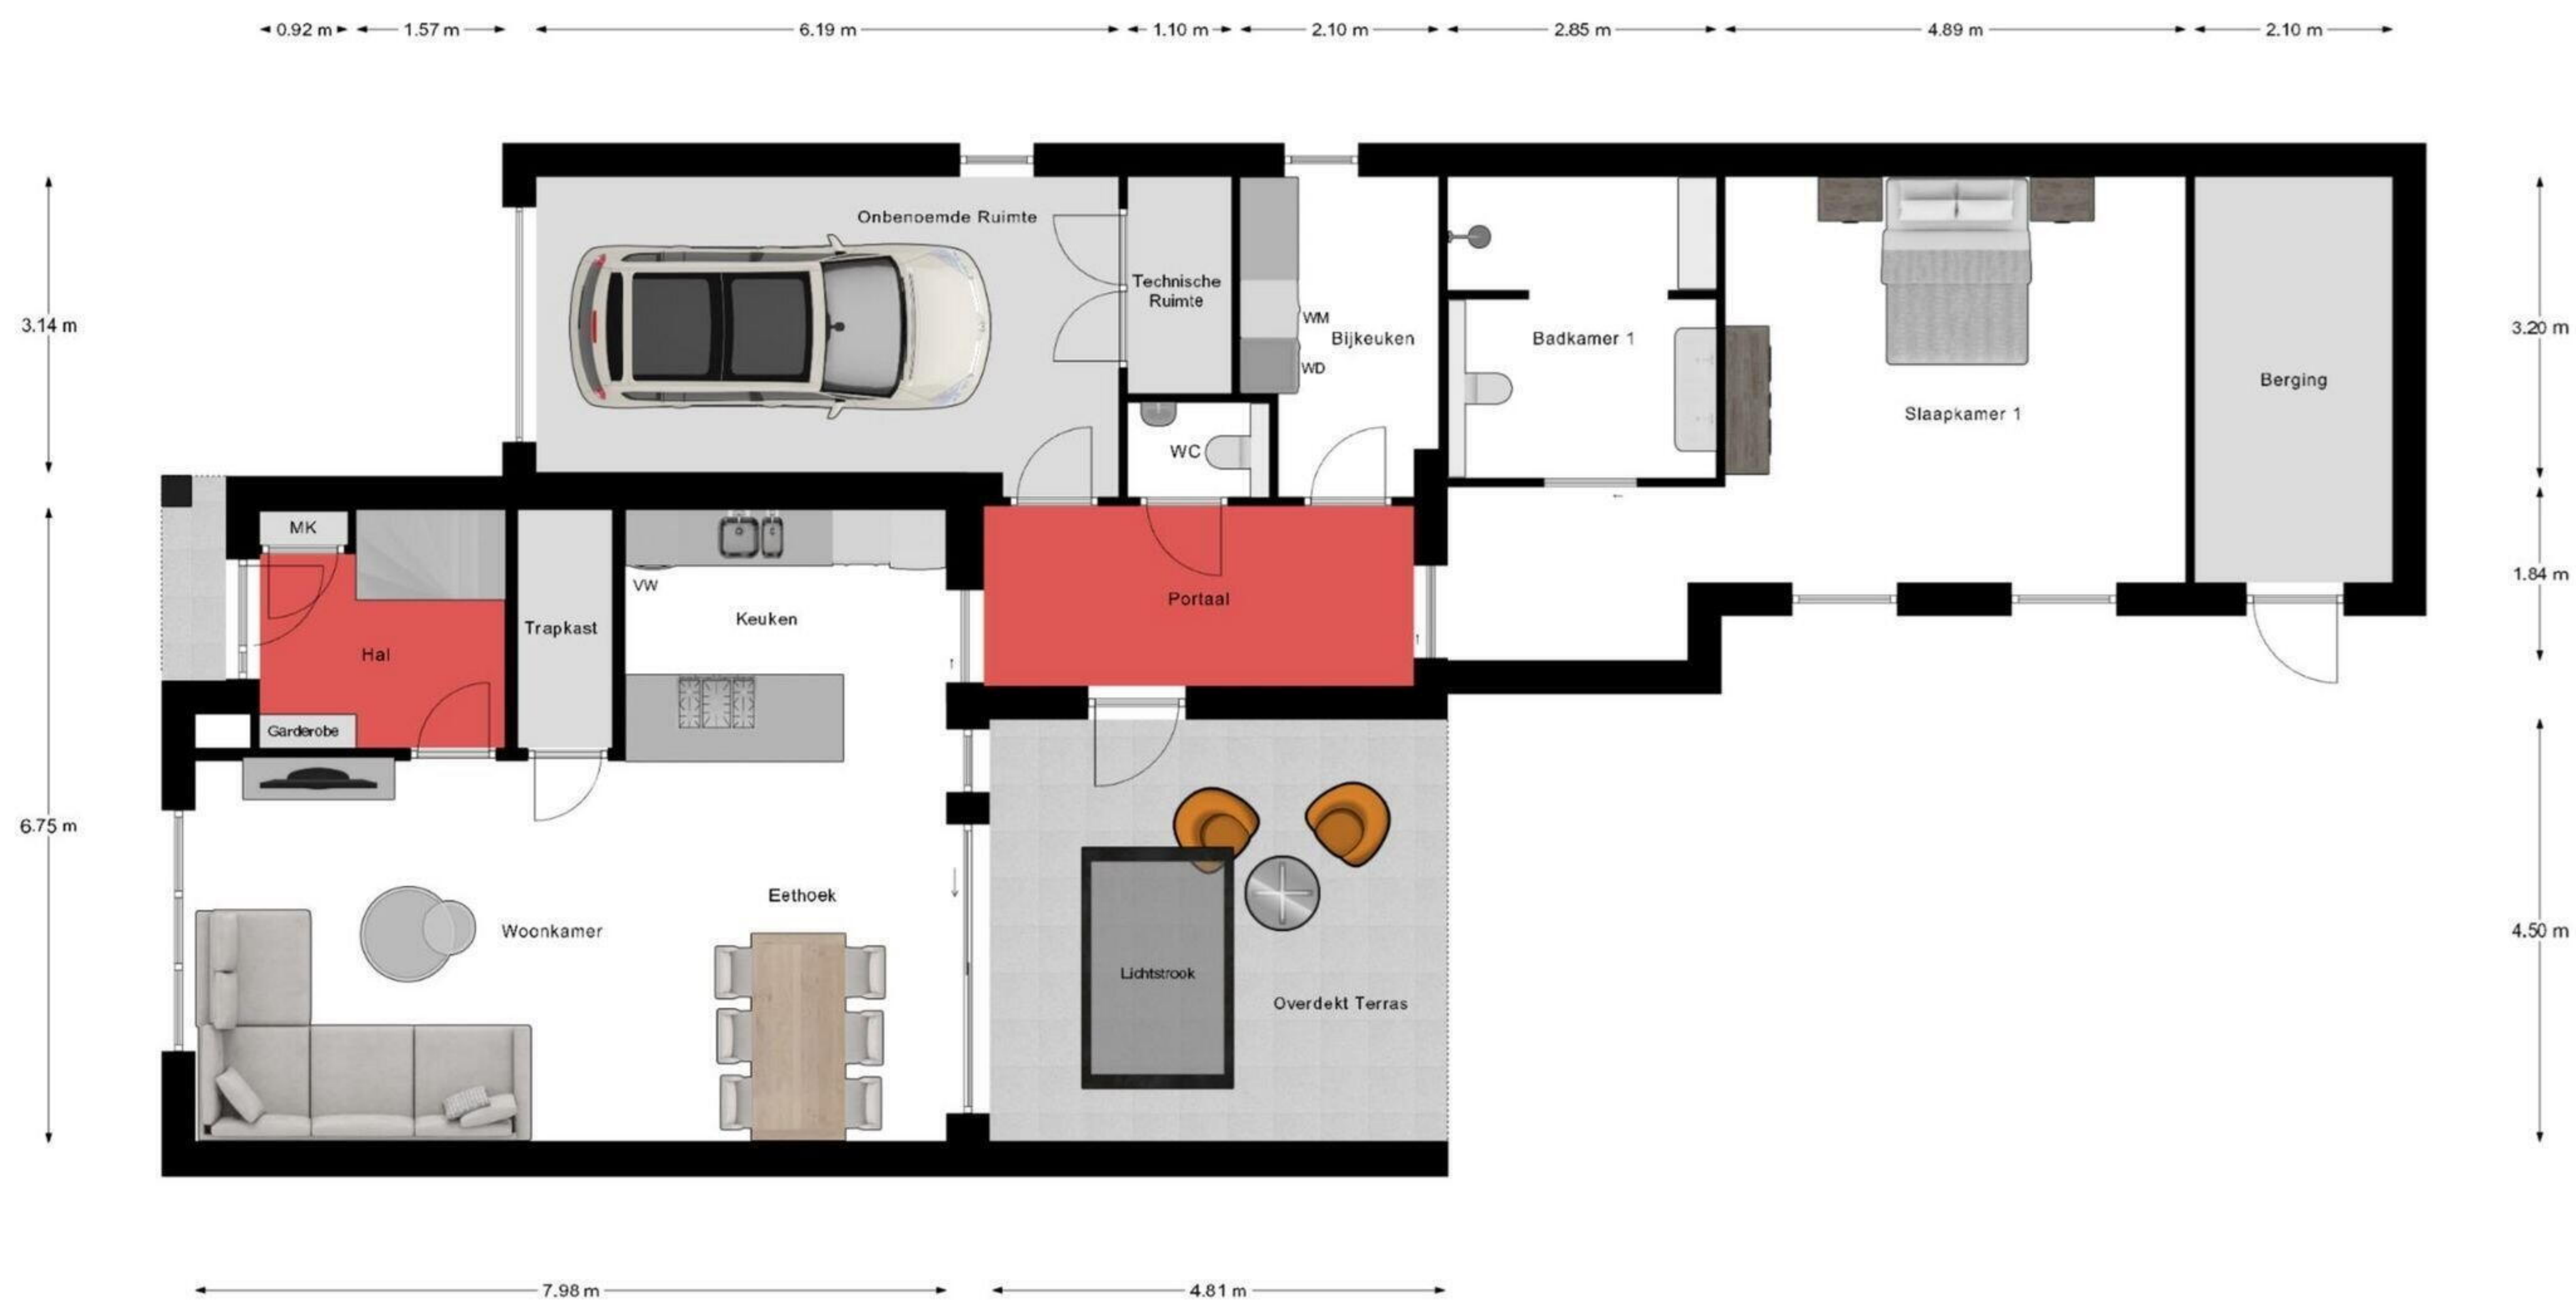 0.92 m
1.57 m
6.19 m
1.10 m
2.10 m
2.85 m
4.89 m
2.10 m
3.14 m
Onbenoemde Ruimte
Technische
Ruimte
WM
Bijkeuken
WD
Badkamer 1
3.20 m
Berging
Slaapkamer 1
WC
MK
VW
Keuken
Trapkast
Portaal
1.84 m
Hal
Garderobe
6.75 m
Eethoek
Woonkamer
Lichtstrook
Overdekt Terras
4.50 m
7.98 m
4.81 m